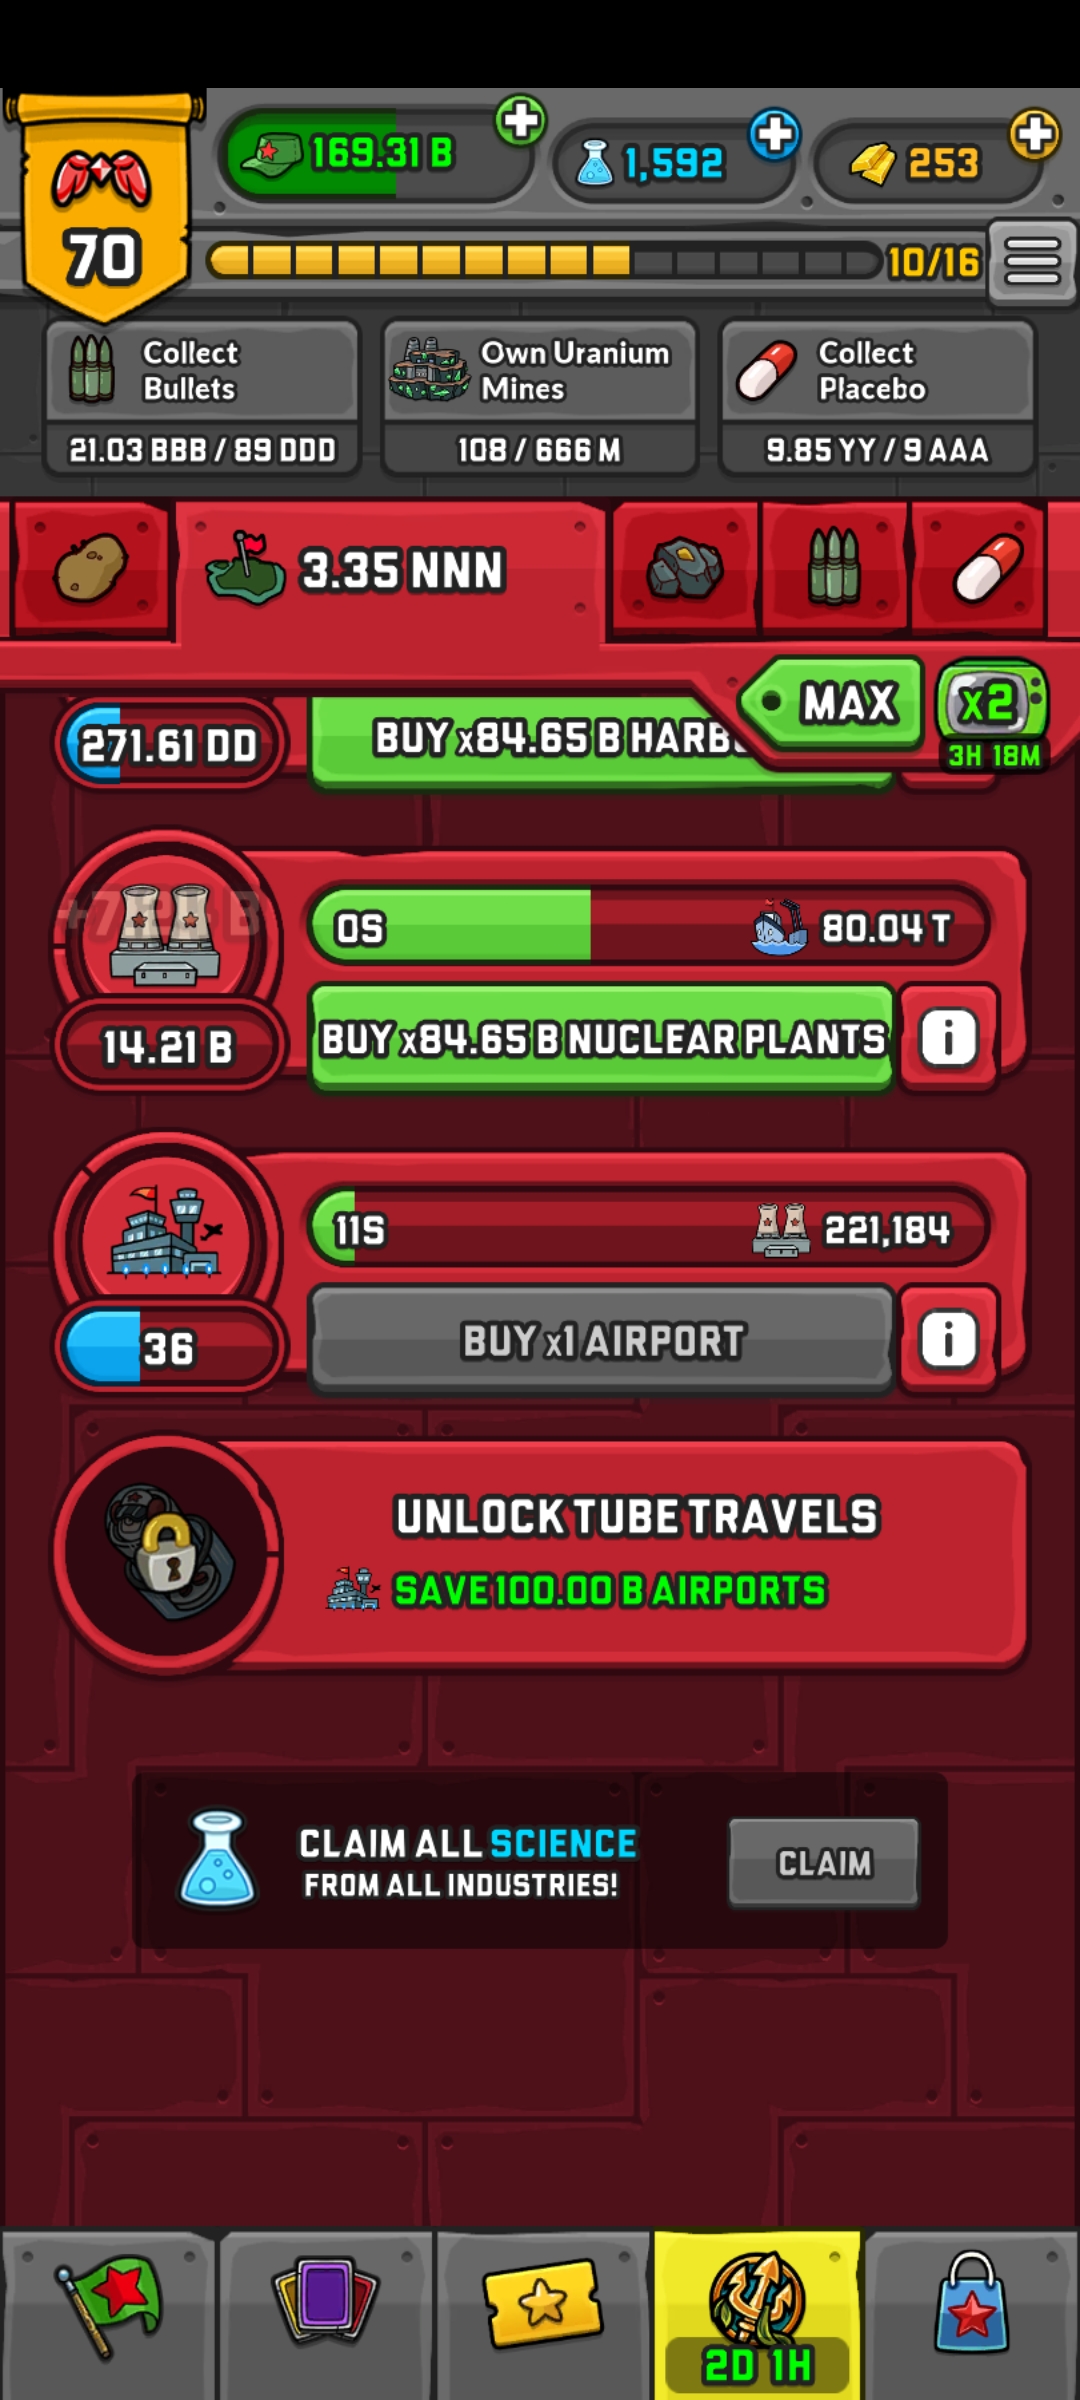 169.31 B
1,592
253
70
10/16
Collect
Bullets
21.03 BBB / 89 DDD
Own Uranium
Mines
108 / 666 M
Collect
Placebo
9.85 YY / 9 AAA
3.35 NNN
MAX
x2
3H 18M
271.61 DD
BUY x84.65 B
0S
80.04 T
14.21 B
BUY x84.65 B NUCLEAR PLANTS
i
11S
221,184
36
BUY x1 AIRPORT
i
UNLOCK TUBE TRAVELS
SAVE 100.00 B AIRPORTS
CLAIM ALL SCIENCE
FROM ALL INDUSTRIES!
CLAIM
2D 1H